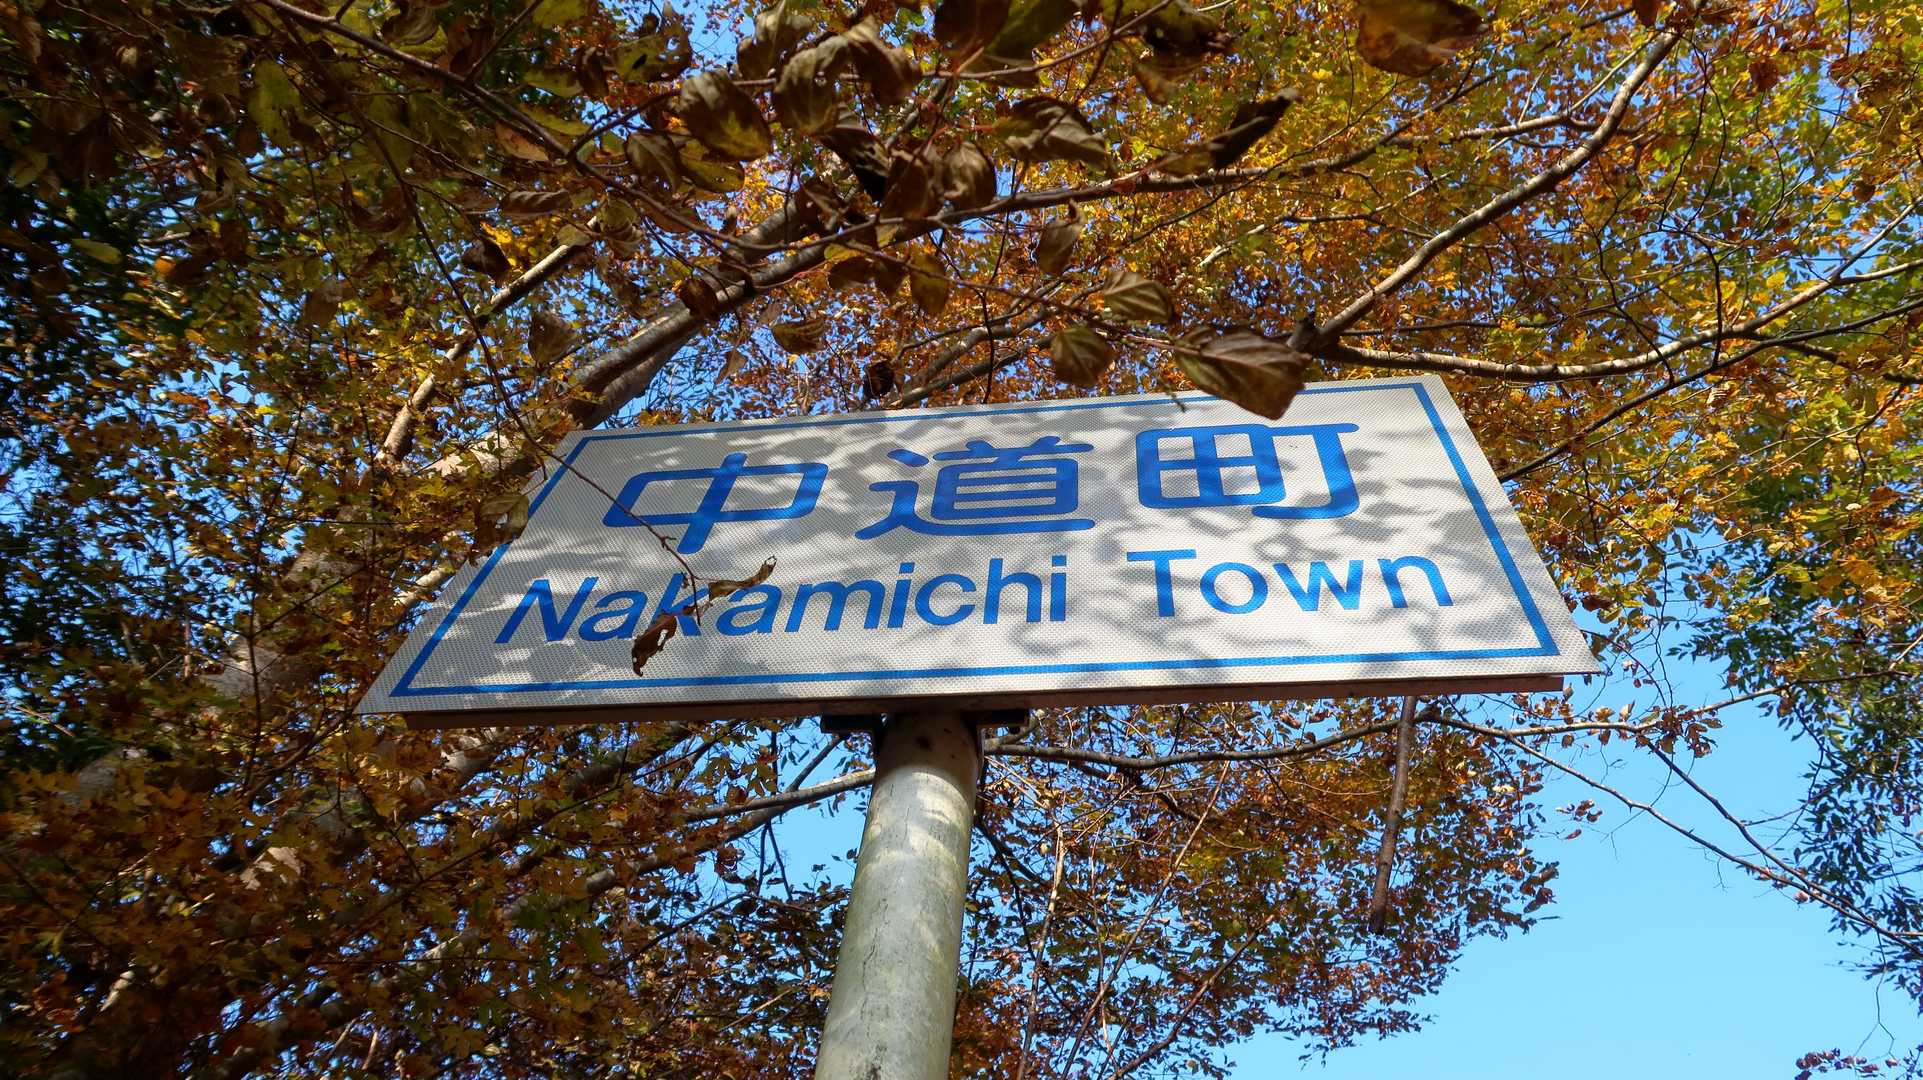 中道町
Nakamichi Town